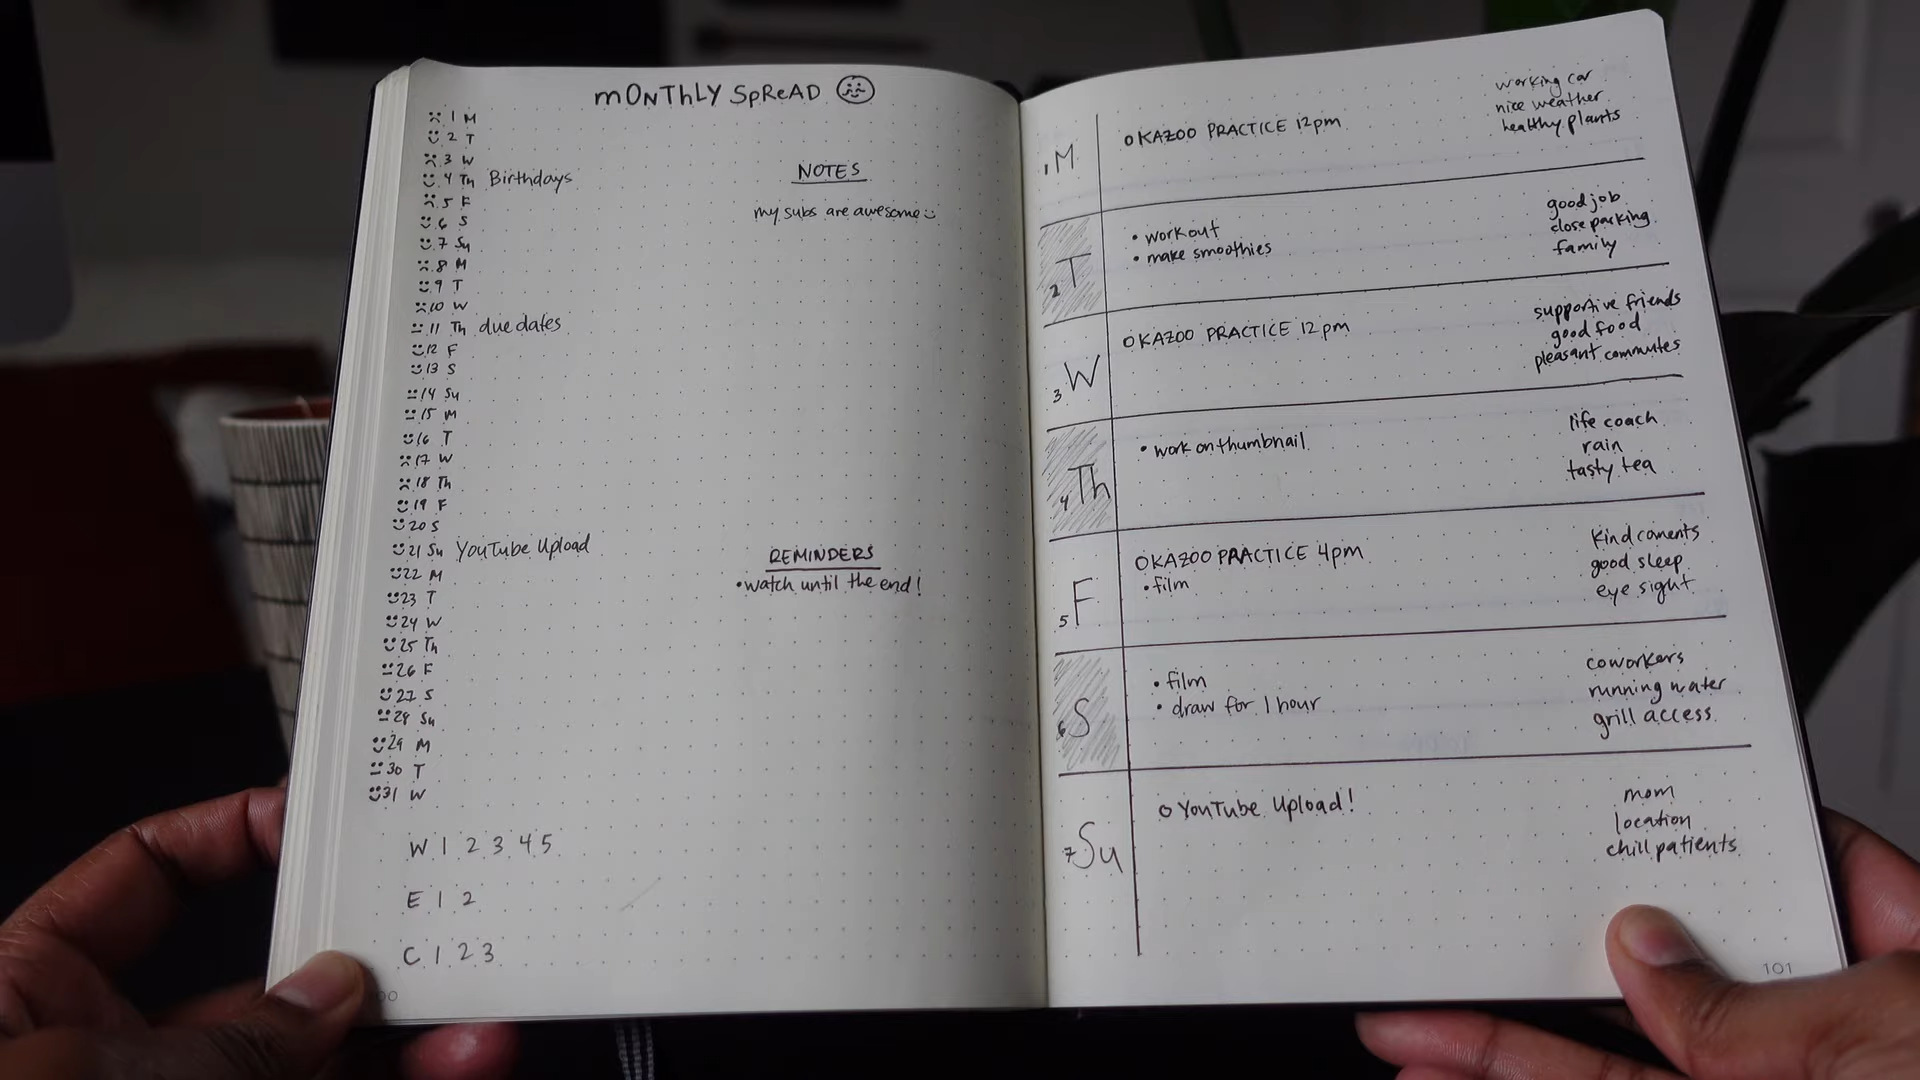 mONThLY SpReAD
1 M
2 T
3 W
4 Th Birthdays
5 F
6 S
7 Su
8 M
9 T
10 W
11 Th due dates
12 F
13 S
14 Su
15 M
16 T
17 W
18 Th
19 F
20 S
21 Su YouTube Upload
22 M
23 T
24 W
25 Th
26 F
27 S
28 Su
29 M
30 T
31 W
W 1 2 3 4 5
E 1 2
C 1 2 3
NOTES
my subs are awesome
REMINDERS
•watch until the end!
1 M
O KAZOO PRACTICE 12pm
working car
nice weather
healthy plants
2 T
• workout
• make smoothies
good job
close parking
family
3 W
O KAZOO PRACTICE 12pm
supportive friends
good food
pleasant commutes
4 Th
• work on thumbnail
life coach
rain
tasty tea
5 F
O KAZOO PRACTICE 4pm
• film
kind coments
good sleep
eye sight
6 S
• film
• draw for 1 hour
coworkers
running water
grill access
7 Su
O YouTube Upload!
mom
location
chill patients
101